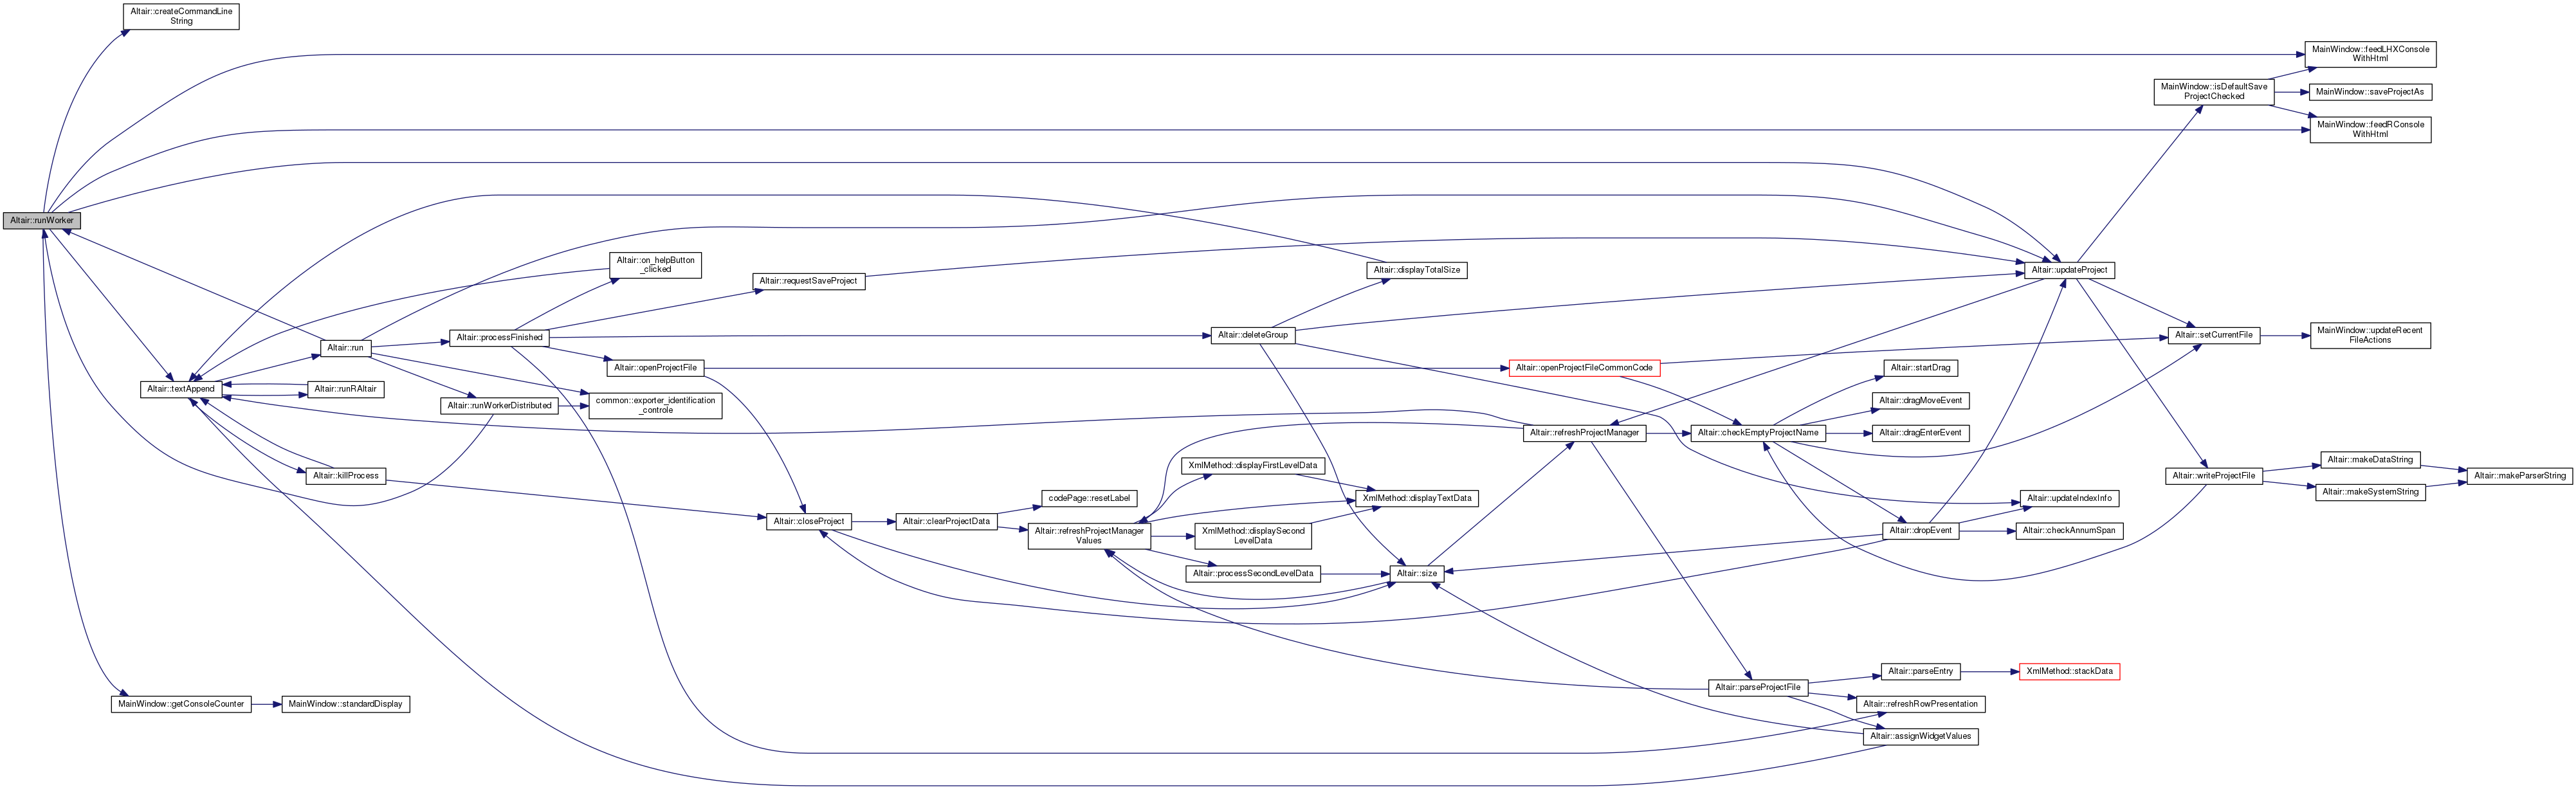 Altair::createCommandLine
String
MainWindow::feedLHXConsole
WithHtml
MainWindow::isDefaultSave
ProjectChecked
MainWindow::saveProjectAs
MainWindow::feedRConsole
WithHtml
Altair::runWorker
Altair::on_helpButton
_clicked
Altair::requestSaveProject
Altair::displayTotalSize
Altair::updateProject
Altair::processFinished
Altair::deleteGroup
Altair::setCurrentFile
MainWindow::updateRecent
FileActions
Altair::run
Altair::openProjectFile
Altair::openProjectFileCommonCode
Altair::startDrag
Altair::textAppend
Altair::runRAltair
Altair::runWorkerDistributed
common::exporter_identification
_controle
Altair::dragMoveEvent
Altair::refreshProjectManager
Altair::checkEmptyProjectName
Altair::dragEnterEvent
Altair::killProcess
XmlMethod::displayFirstLevelData
Altair::writeProjectFile
Altair::makeDataString
Altair::makeParserString
Altair::makeSystemString
codePage::resetLabel
XmlMethod::displayTextData
Altair::updateIndexInfo
Altair::closeProject
Altair::clearProjectData
Altair::refreshProjectManager
Values
XmlMethod::displaySecond
LevelData
Altair::dropEvent
Altair::checkAnnumSpan
Altair::processSecondLevelData
Altair::size
Altair::parseEntry
XmlMethod::stackData
Altair::parseProjectFile
Altair::refreshRowPresentation
MainWindow::getConsoleCounter
MainWindow::standardDisplay
Altair::assignWidgetValues